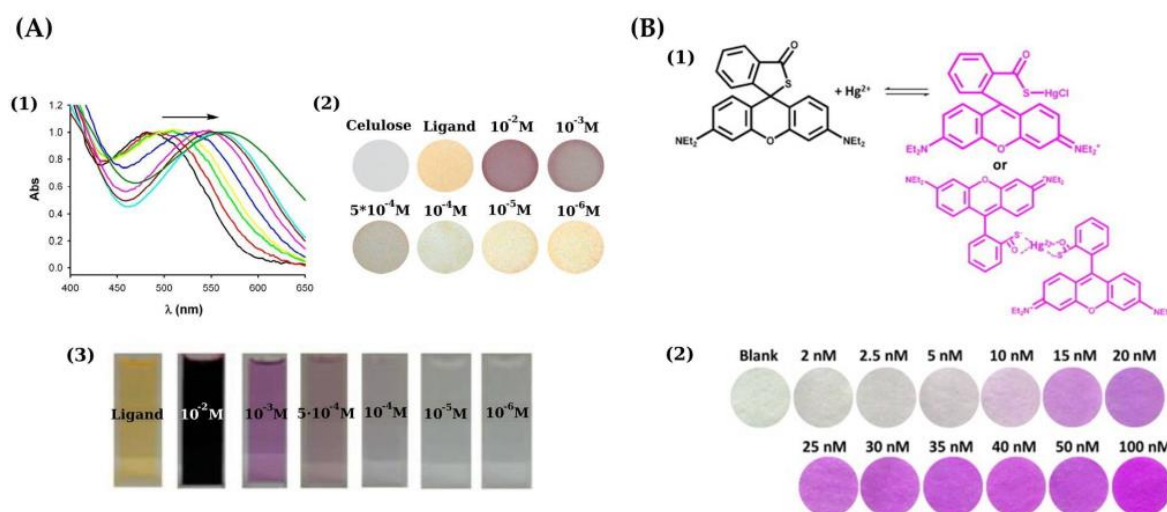 (A)
(1)
1.0
0.8
0.6
0.4
0.2
0.0
Abs
400 450 500 550 600 650
λ (nm)
(2)
Celulose Ligand 10⁻²M 10⁻³M
5*10⁻⁴M 10⁻⁴M 10⁻⁵M 10⁻⁶M
(3)
Ligand 10⁻²M 10⁻³M 5·10⁻⁴M 10⁻⁴M 10⁻⁵M 10⁻⁶M
(B)
(1)
O
S
+ Hg²⁺
O
NEt₂ NEt₂
O
S—HgCl
Et₂N O NEt₂⁺
or
NEt₂ O NEt₂
S Hg²⁺ O
O S
Et₂N O NEt₂
(2)
Blank 2 nM 2.5 nM 5 nM 10 nM 15 nM 20 nM
25 nM 30 nM 35 nM 40 nM 50 nM 100 nM